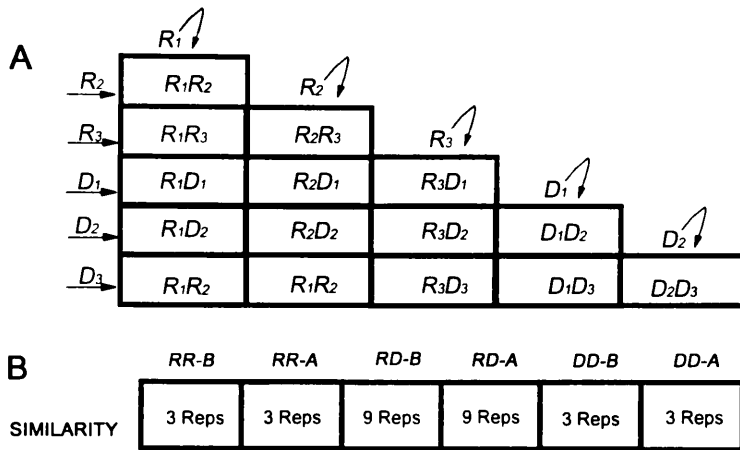 A
R1
R2 R1R2 R2
R3 R1R3 R2R3 R3
D1 R1D1 R2D1 R3D1 D1
D2 R1D2 R2D2 R3D2 D1D2 D2
D3 R1R2 R1R2 R3D3 D1D3 D2D3
B RR-B RR-A RD-B RD-A DD-B DD-A
SIMILARITY 3 Reps 3 Reps 9 Reps 9 Reps 3 Reps 3 Reps